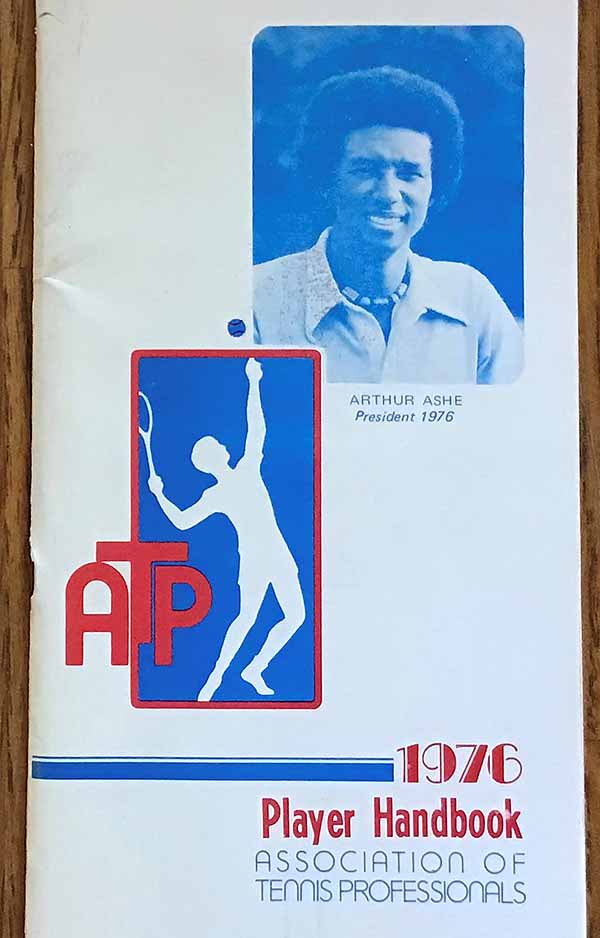 ARTHUR ASHE
President 1976
ATP
1976
Player Handbook
ASSOCIATION OF
TENNIS PROFESSIONALS